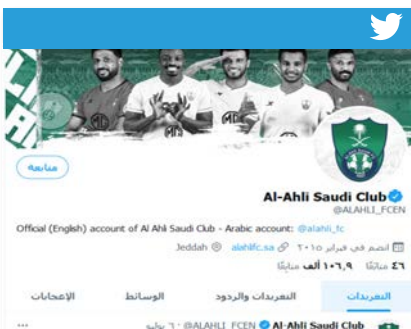 متابعة
Al-Ahli Saudi Club
@ALAHLI_FCEN
Official (English) account of Al Ahli Saudi Club - Arabic account: @alahli_fc
انضم في فبراير ٢٠١٥ alahlifc.sa Jeddah
٤٦ متابَعًا ١٠٦,٩ ألف متابِعًا
التغريدات التغريدات والردود الوسائط الإعجابات
Al-Ahli Saudi Club @ALAHLI_FCEN · ٦ يوليو